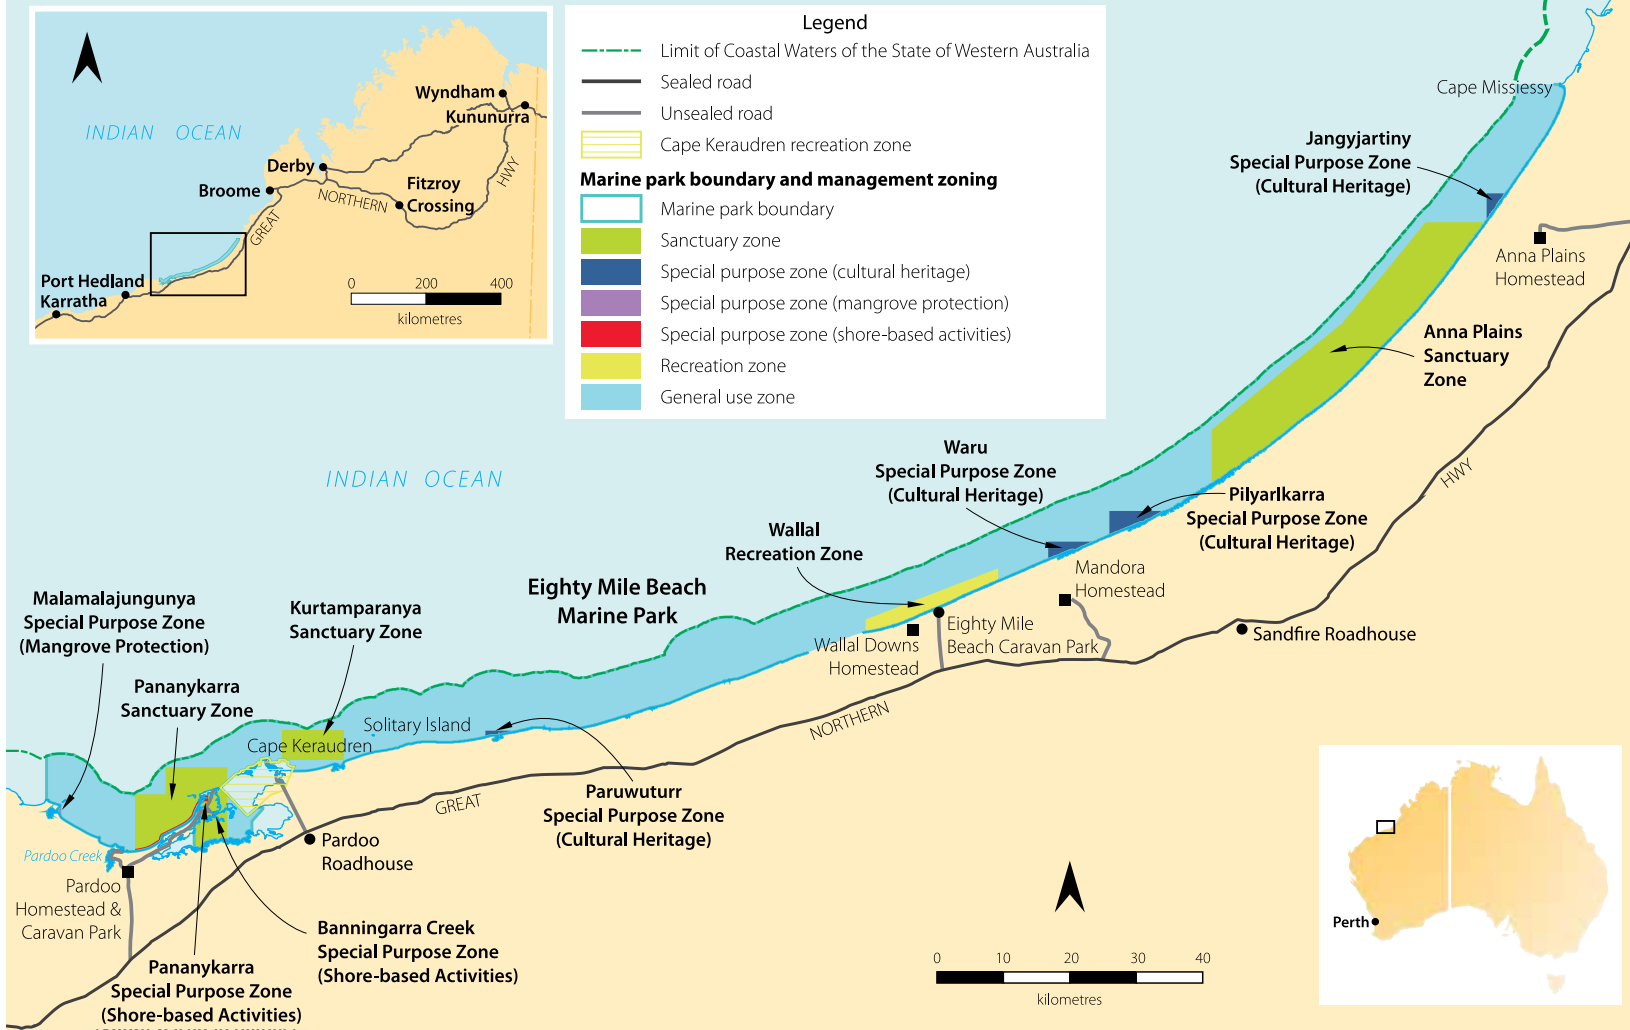 INDIAN OCEAN
Wyndham
Kununurra
Derby
Broome
Fitzroy
Crossing
NORTHERN
HWY
GREAT
Port Hedland
Karratha
0 200 400
kilometres
Legend
Limit of Coastal Waters of the State of Western Australia
Sealed road
Unsealed road
Cape Keraudren recreation zone
Marine park boundary and management zoning
Marine park boundary
Sanctuary zone
Special purpose zone (cultural heritage)
Special purpose zone (mangrove protection)
Special purpose zone (shore-based activities)
Recreation zone
General use zone
Cape Missiessy
Jangyjartiny
Special Purpose Zone
(Cultural Heritage)
Anna Plains
Homestead
Anna Plains
Sanctuary
Zone
INDIAN OCEAN
Waru
Special Purpose Zone
(Cultural Heritage)
HWY
Pilyarlkarra
Special Purpose Zone
(Cultural Heritage)
Wallal
Recreation Zone
Mandora
Homestead
Eighty Mile Beach
Marine Park
Malamalajungunya
Special Purpose Zone
(Mangrove Protection)
Kurtamparanya
Sanctuary Zone
Eighty Mile
Beach Caravan Park
Wallal Downs
Homestead
Sandfire Roadhouse
Pananykarra
Sanctuary Zone
Solitary Island
Cape Keraudren
NORTHERN
GREAT
Paruwuturr
Special Purpose Zone
(Cultural Heritage)
Pardoo Creek
Pardoo
Roadhouse
Pardoo
Homestead &
Caravan Park
Banningarra Creek
Special Purpose Zone
(Shore-based Activities)
Pananykarra
Special Purpose Zone
(Shore-based Activities)
0 10 20 30 40
kilometres
Perth